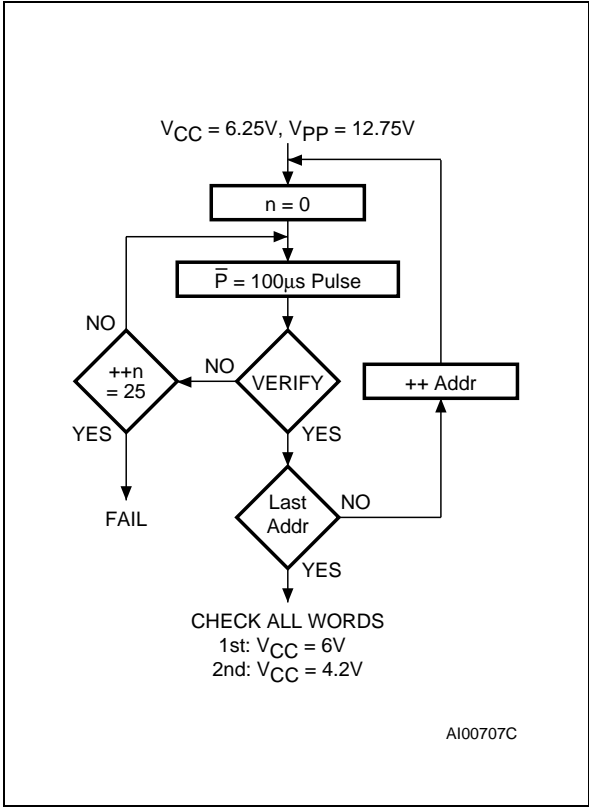 VCC = 6.25V, VPP = 12.75V
n = 0
P̅ = 100µs Pulse
NO
++n
= 25
NO
VERIFY
++ Addr
YES
YES
Last
Addr
NO
FAIL
YES
CHECK ALL WORDS
1st: VCC = 6V
2nd: VCC = 4.2V
AI00707C